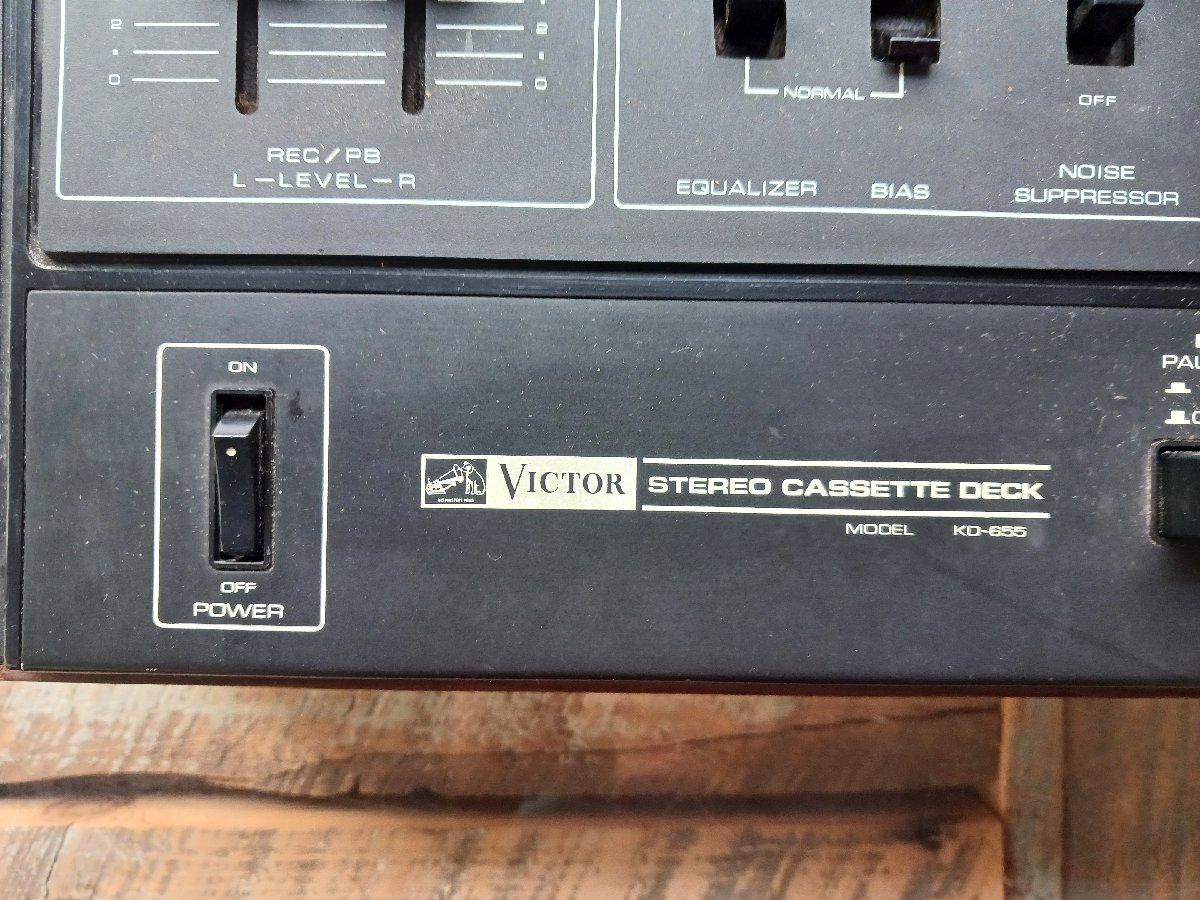 2
2
0
0
REC/PB
L-LEVEL-R
NORMAL
OFF
EQUALIZER
BIAS
NOISE
SUPPRESSOR
ON
OFF
POWER
VICTOR
STEREO CASSETTE DECK
MODEL KD-655